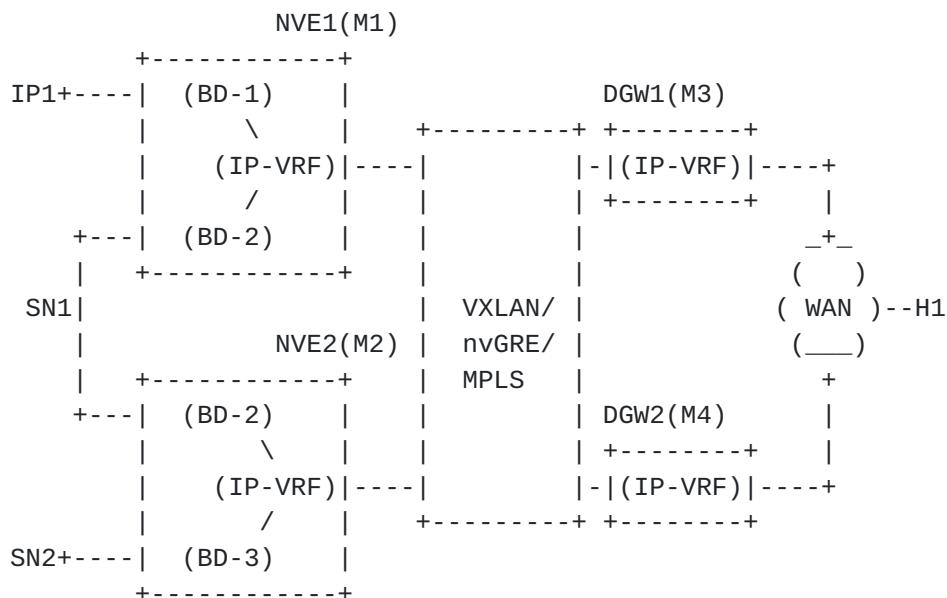 NVE1(M1)
        +------------+
IP1+----|  (BD-1)    |                DGW1(M3)
        |      \     |    +---------+ +--------+
        |    (IP-VRF)|----|         |-|(IP-VRF)|----+
        |      /     |    |         | +--------+    |
    +---|  (BD-2)    |    |         |              _+_
    |   +------------+    |         |             (   )
 SN1|                     |  VXLAN/ |            ( WAN )--H1
    |            NVE2(M2) |  nvGRE/ |             (___)
    |   +------------+    |  MPLS   |               +
    +---|  (BD-2)    |    |         | DGW2(M4)      |
        |       \    |    |         | +--------+    |
        |    (IP-VRF)|----|         |-|(IP-VRF)|----+
        |       /    |    +---------+ +--------+
SN2+----|  (BD-3)    |
        +------------+